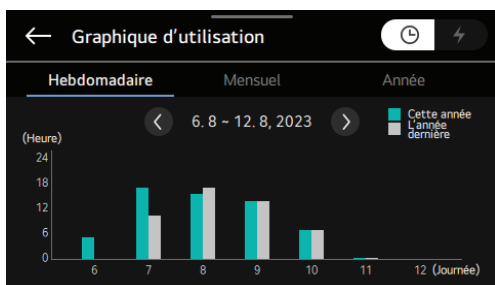 Graphique d'utilisation
Hebdomadaire Mensuel Année
6. 8 ~ 12. 8, 2023
Cette année
L'année
dernière
(Heure)
24
18
12
6
0
6 7 8 9 10 11 12 (Journée)